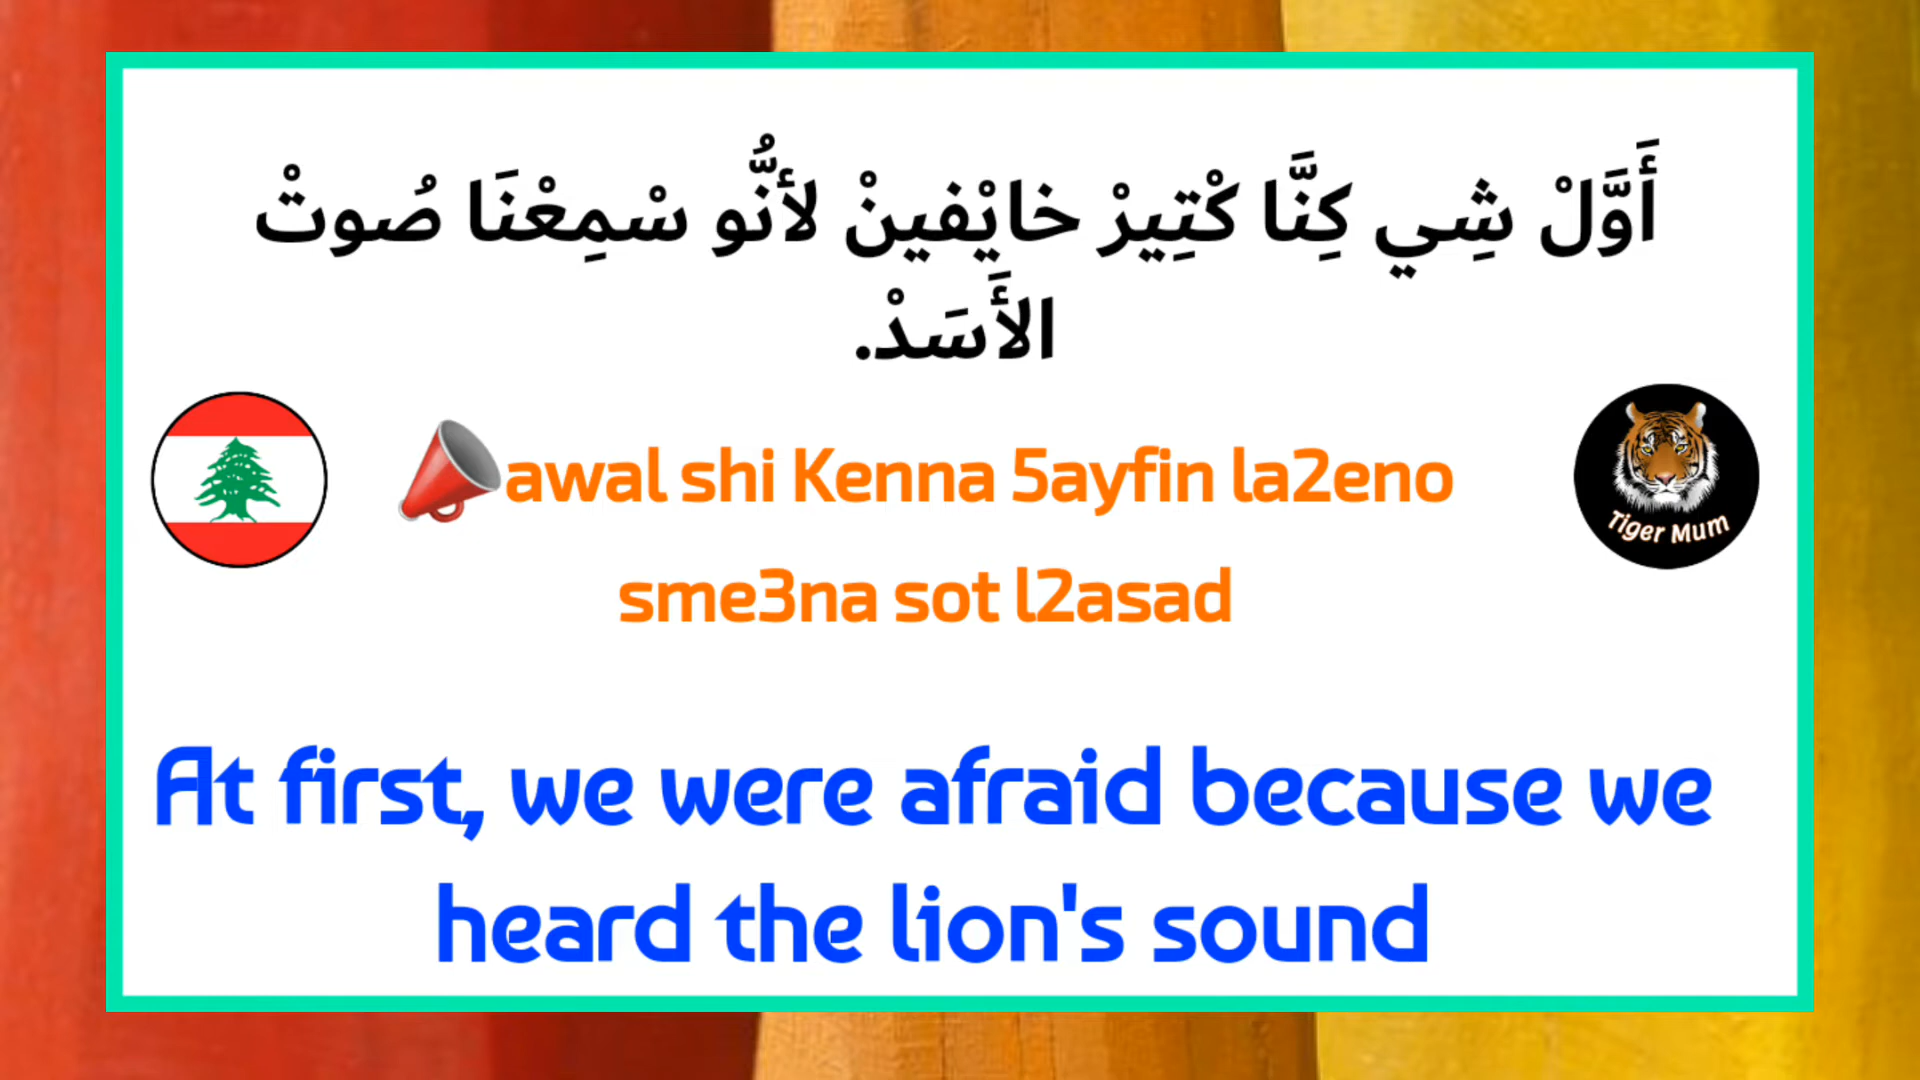 أَوَّلْ شِي كِنَّا كْتِيرْ خايْفينْ لأنُّو سْمِعْنَا صُوتْ
الأَسَدْ.
awal shi Kenna 5ayfin la2eno
sme3na sot l2asad
Tiger Mum
At first, we were afraid because we
heard the lion's sound